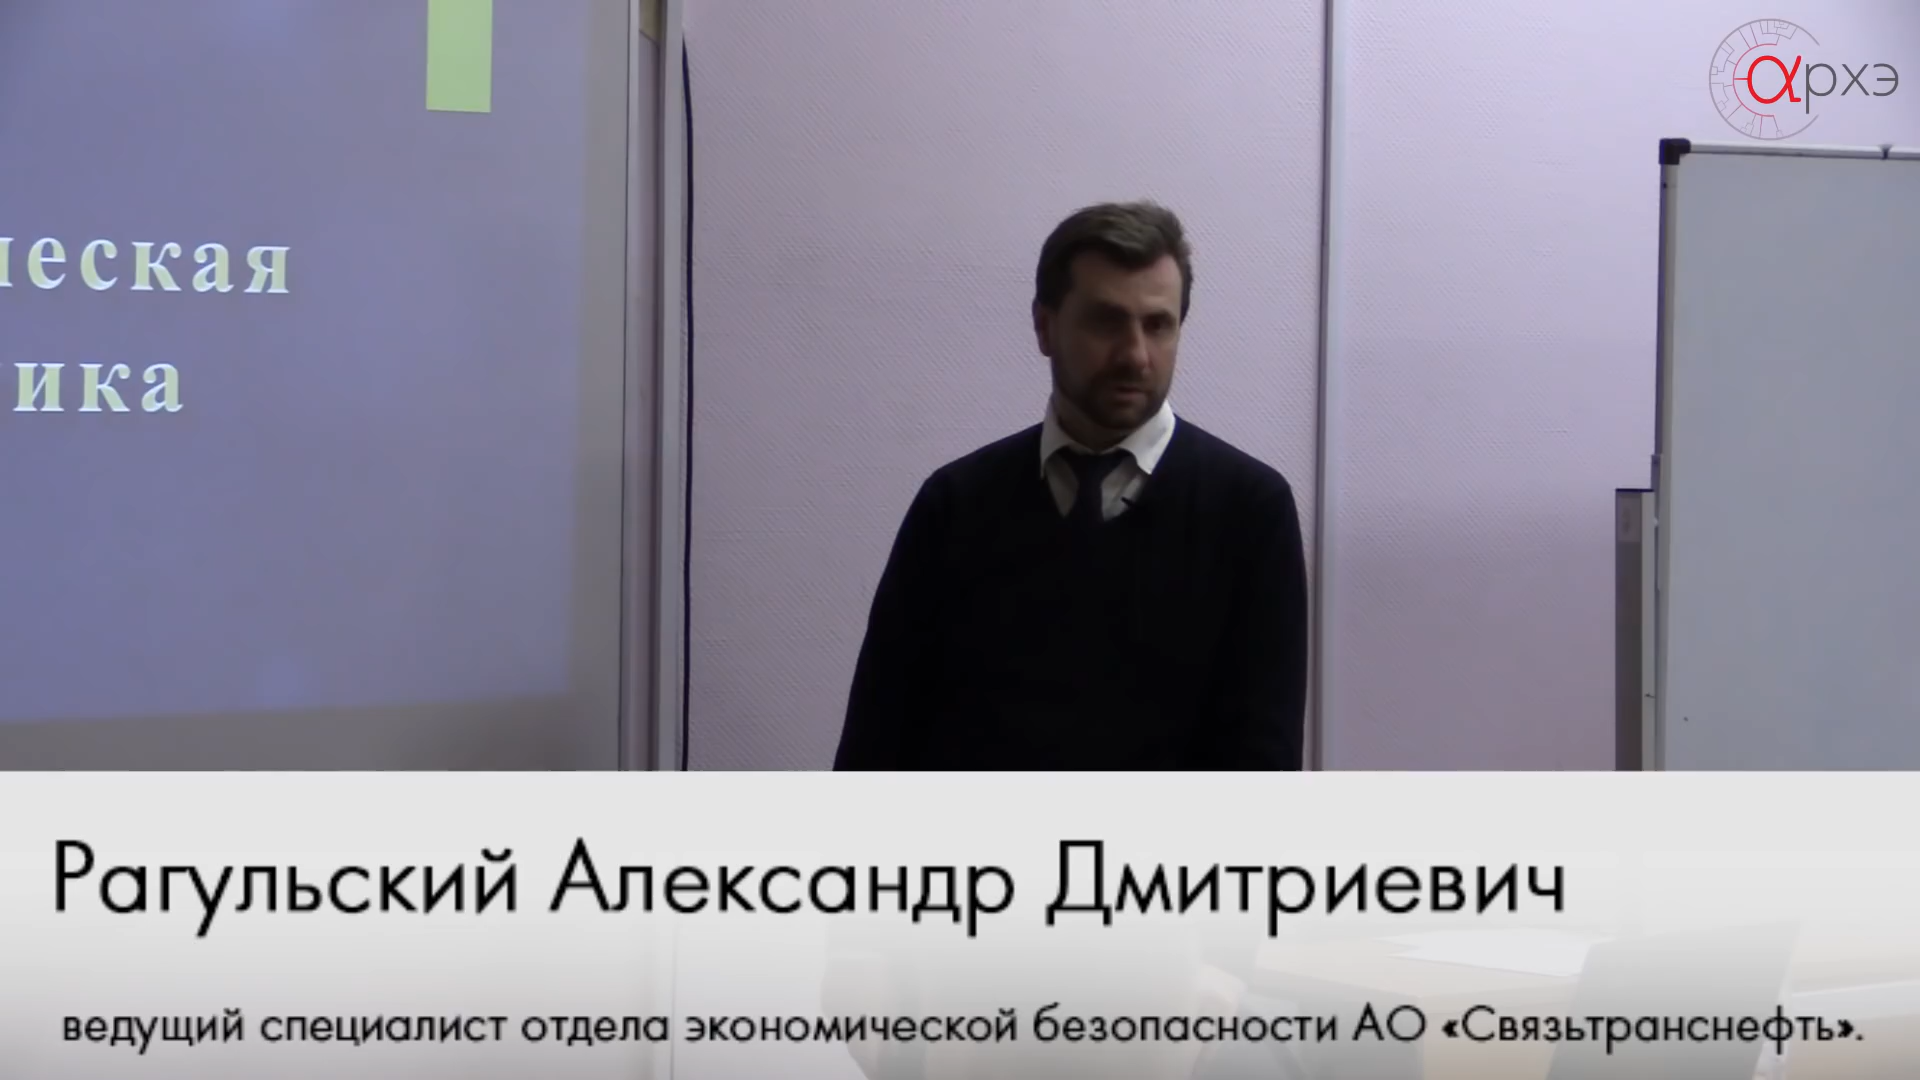 αрхэ
еская
ика
Рагульский Александр Дмитриевич
ведущий специалист отдела экономической безопасности АО «Связьтранснефть».